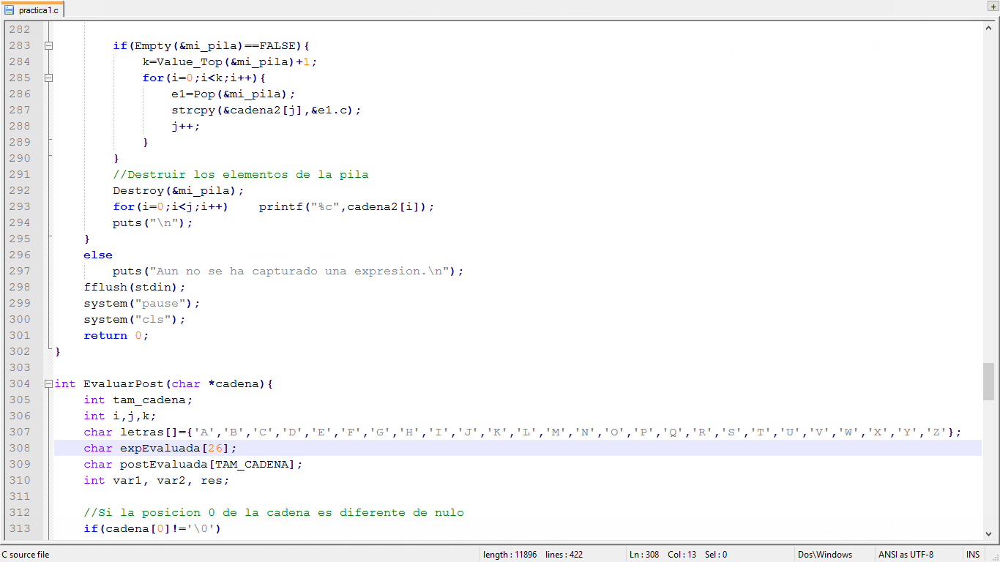 practica1.c
282
283 if(Empty(&mi_pila)==FALSE){
284 k=Value_Top(&mi_pila)+1;
285 for(i=0;i<k;i++){
286 e1=Pop(&mi_pila);
287 strcpy(&cadena2[j],&e1.c);
288 j++;
289 }
290 }
291 //Destruir los elementos de la pila
292 Destroy(&mi_pila);
293 for(i=0;i<j;i++)    printf("%c",cadena2[i]);
294 puts("\n");
295 }
296 else
297 puts("Aun no se ha capturado una expresion.\n");
298 fflush(stdin);
299 system("pause");
300 system("cls");
301 return 0;
302 }
303
304 int EvaluarPost(char *cadena){
305 int tam_cadena;
306 int i,j,k;
307 char letras[]={'A','B','C','D','E','F','G','H','I','J','K','L','M','N','O','P','Q','R','S','T','U','V','W','X','Y','Z'};
308 char expEvaluada[26];
309 char postEvaluada[TAM_CADENA];
310 int var1, var2, res;
311
312 //Si la posicion 0 de la cadena es diferente de nulo
313 if(cadena[0]!='\0')
C source file length : 11896 lines : 422 Ln : 308 Col : 13 Sel : 0 Dos\Windows ANSI as UTF-8 INS